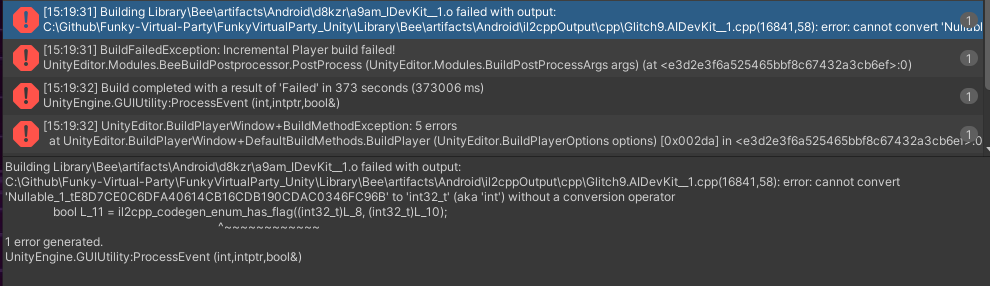 [15:19:31] Building Library\Bee\artifacts\Android\d8kzr\a9am_IDevKit__1.o failed with output:
C:\Github\Funky-Virtual-Party\FunkyVirtualParty_Unity\Library\Bee\artifacts\Android\il2cppOutput\cpp\Glitch9.AIDevKit__1.cpp(16841,58): error: cannot convert 'Nullabl
1
[15:19:31] BuildFailedException: Incremental Player build failed!
UnityEditor.Modules.BeeBuildPostprocessor.PostProcess (UnityEditor.Modules.BuildPostProcessArgs args) (at <e3d2e3f6a525465bbf8c67432a3cb6ef>:0)
1
[15:19:32] Build completed with a result of 'Failed' in 373 seconds (373006 ms)
UnityEngine.GUIUtility:ProcessEvent (int,intptr,bool&)
1
[15:19:32] UnityEditor.BuildPlayerWindow+BuildMethodException: 5 errors
at UnityEditor.BuildPlayerWindow+DefaultBuildMethods.BuildPlayer (UnityEditor.BuildPlayerOptions options) [0x002da] in <e3d2e3f6a525465bbf8c67432a3cb6ef>:0
1
Building Library\Bee\artifacts\Android\d8kzr\a9am_IDevKit__1.o failed with output:
C:\Github\Funky-Virtual-Party\FunkyVirtualParty_Unity\Library\Bee\artifacts\Android\il2cppOutput\cpp\Glitch9.AIDevKit__1.cpp(16841,58): error: cannot convert
'Nullable_1_tE8D7CE0C6DFA40614CB16CDB190CDAC0346FC96B' to 'int32_t' (aka 'int') without a conversion operator
bool L_11 = il2cpp_codegen_enum_has_flag((int32_t)L_8, (int32_t)L_10);
^~~~~~~~~~~~~
1 error generated.
UnityEngine.GUIUtility:ProcessEvent (int,intptr,bool&)